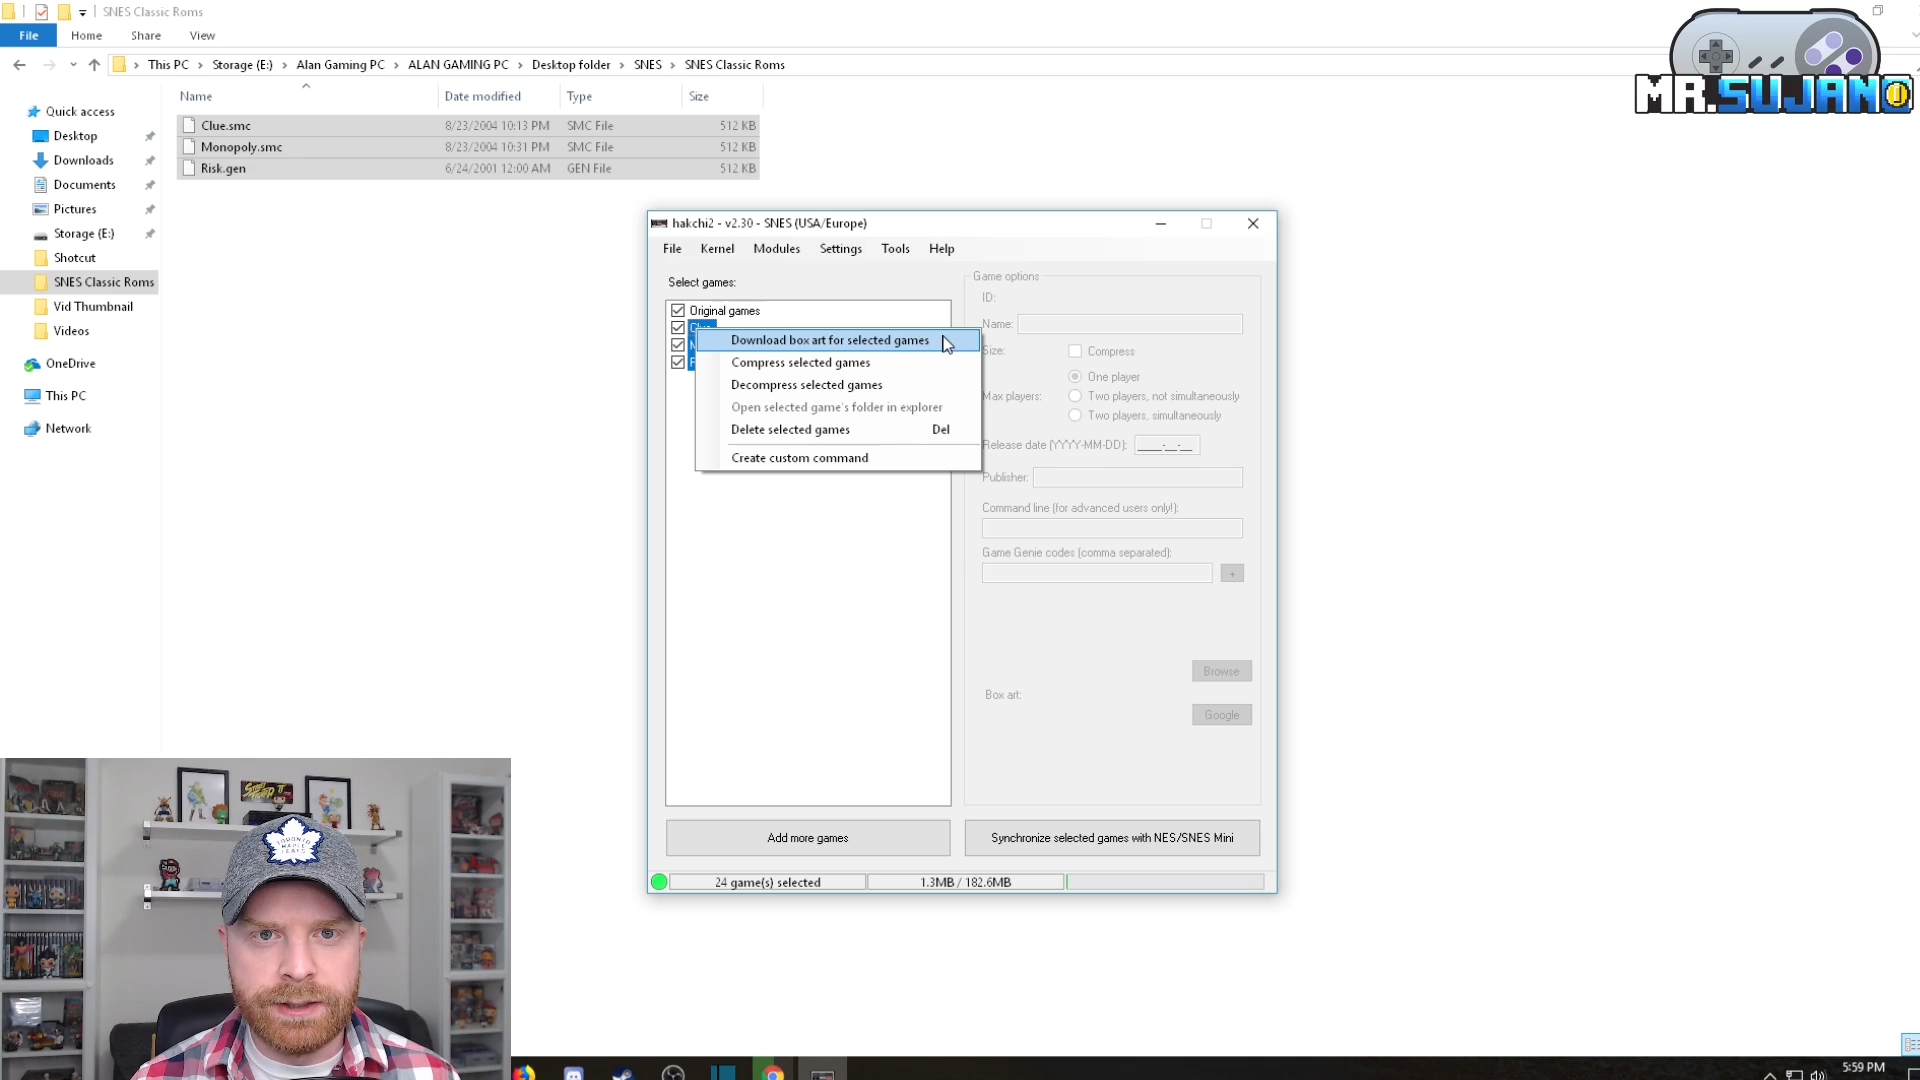 SNES Classic Roms
File Home Share View
This PC Storage (E:) Alan Gaming PC ALAN GAMING PC Desktop folder SNES SNES Classic Roms
MR.SUJANO
Name Date modified Type Size
Quick access
Desktop
Downloads
Documents
Pictures
Storage (E:)
Shotcut
SNES Classic Roms
Vid Thumbnail
Videos
OneDrive
This PC
Network
Clue.smc 8/23/2004 10:13 PM SMC File 512 KB
Monopoly.smc 8/23/2004 10:31 PM SMC File 512 KB
Risk.gen 6/24/2001 12:00 AM GEN File 512 KB
hakchi2 - v2.30 - SNES (USA/Europe)
File Kernel Modules Settings Tools Help
Select games:
Original games
Download box art for selected games
Compress selected games
Decompress selected games
Open selected game's folder in explorer
Delete selected games Del
Create custom command
Game options
ID:
Name:
Size: Compress
One player
Max players: Two players, not simultaneously
Two players, simultaneously
Release date (YYYY-MM-DD): ____-__-__
Publisher:
Command line (for advanced users only!):
Game Genie codes (comma separated):
+
Browse
Box art:
Google
Add more games
Synchronize selected games with NES/SNES Mini
24 game(s) selected
1.3MB / 182.6MB
TORONTO
MAPLE
LEAFS
5:59 PM